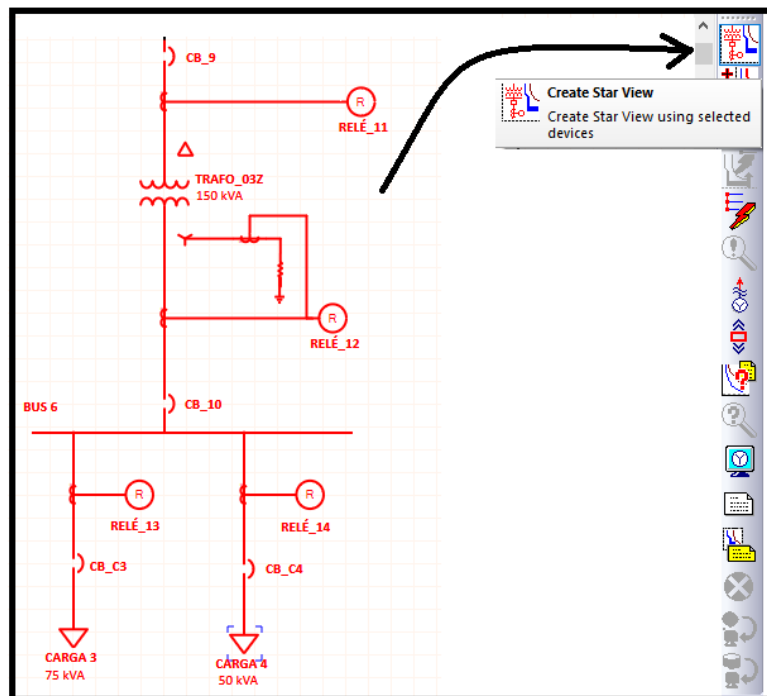 CB_9
R
RELÉ_11
Create Star View
Create Star View using selected
devices
TRAFO_03Z
150 kVA
R
RELÉ_12
CB_10
BUS 6
R
RELÉ_13
R
RELÉ_14
CB_C3
CB_C4
CARGA 3
75 kVA
CARGA 4
50 kVA